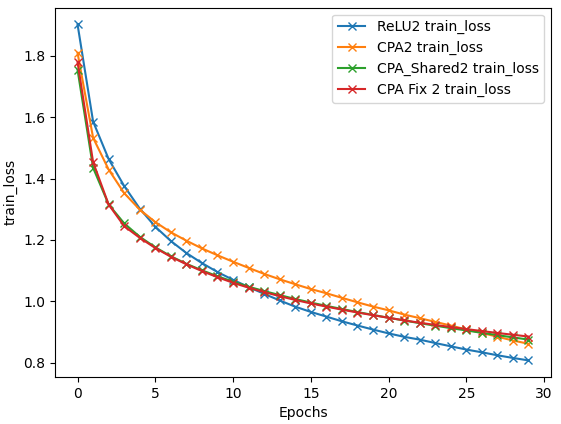 ReLU2 train_loss
CPA2 train_loss
CPA_Shared2 train_loss
CPA Fix 2 train_loss
train_loss
1.8
1.6
1.4
1.2
1.0
0.8
0 5 10 15 20 25 30
Epochs